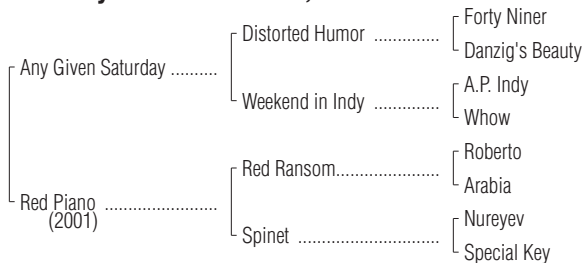 Forty Niner
Distorted Humor ..............
Danzig's Beauty
Any Given Saturday ..........
A.P. Indy
Weekend in Indy ..............
Whow
Roberto
Red Ransom......................
Arabia
Red Piano ........................
(2001)
Nureyev
Spinet ..............................
Special Key